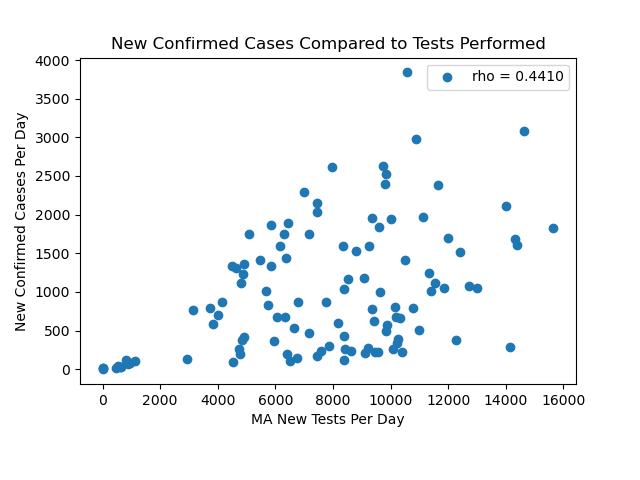 New Confirmed Cases Compared to Tests Performed
rho = 0.4410
New Confirmed Caeses Per Day
4000
3500
3000
2500
2000
1500
1000
500
0
0 2000 4000 6000 8000 10000 12000 14000 16000
MA New Tests Per Day